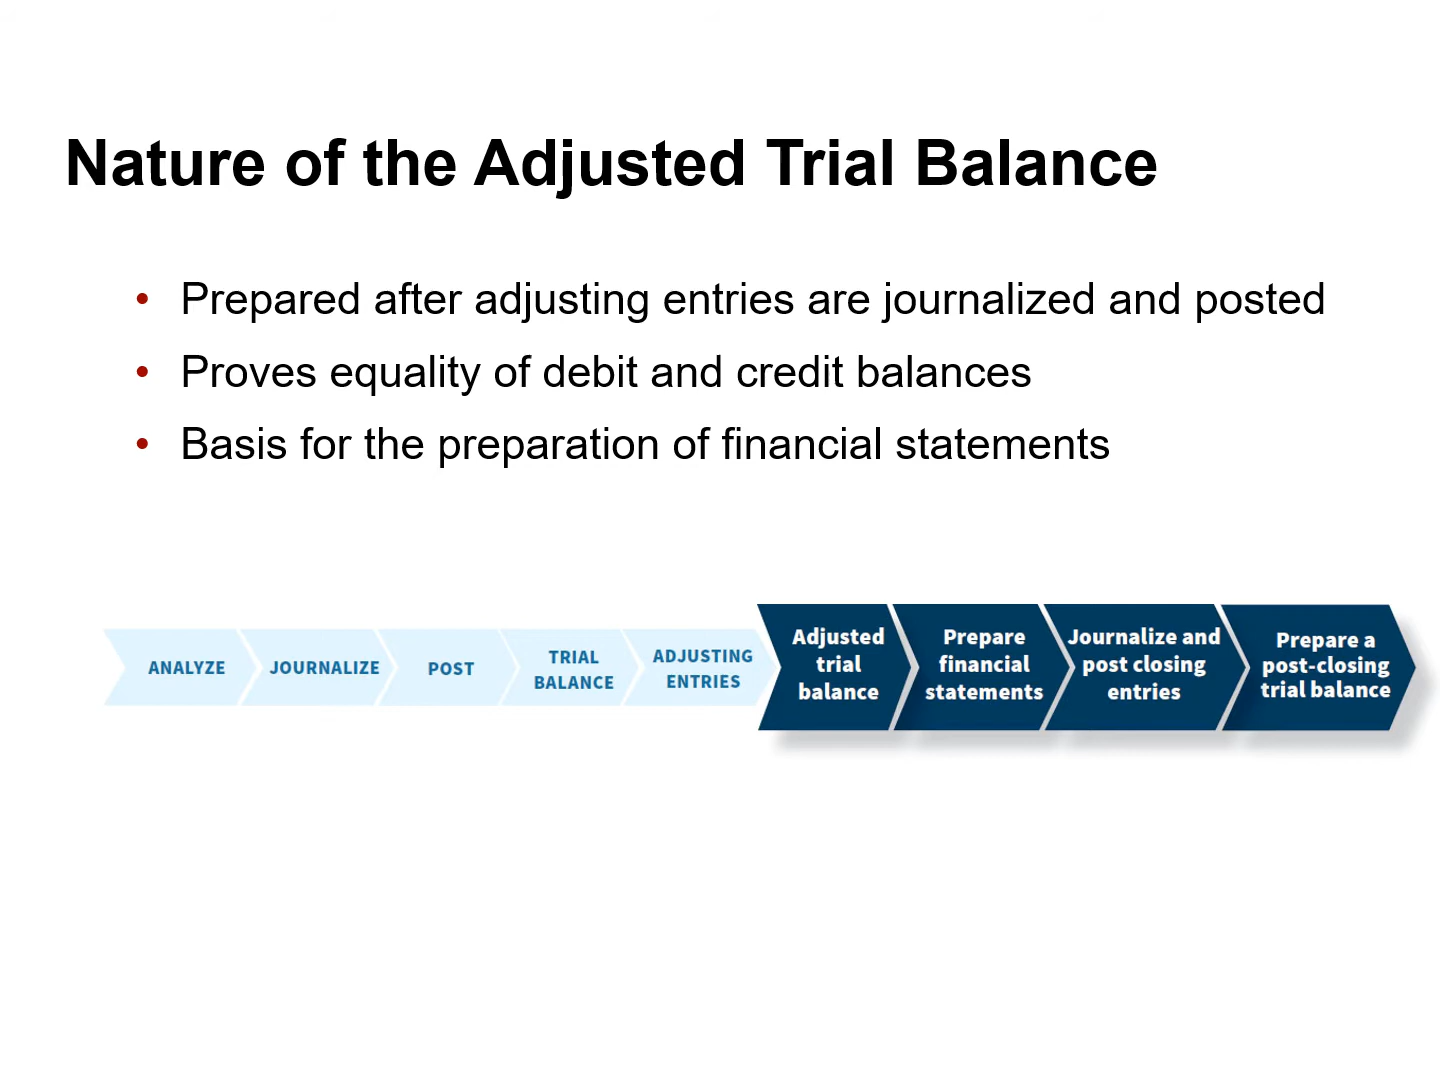 Nature of the Adjusted Trial Balance
• Prepared after adjusting entries are journalized and posted
• Proves equality of debit and credit balances
• Basis for the preparation of financial statements
ANALYZE
JOURNALIZE
POST
TRIAL
BALANCE
ADJUSTING
ENTRIES
Adjusted
trial
balance
Prepare
financial
statements
Journalize and
post closing
entries
Prepare a
post-closing
trial balance